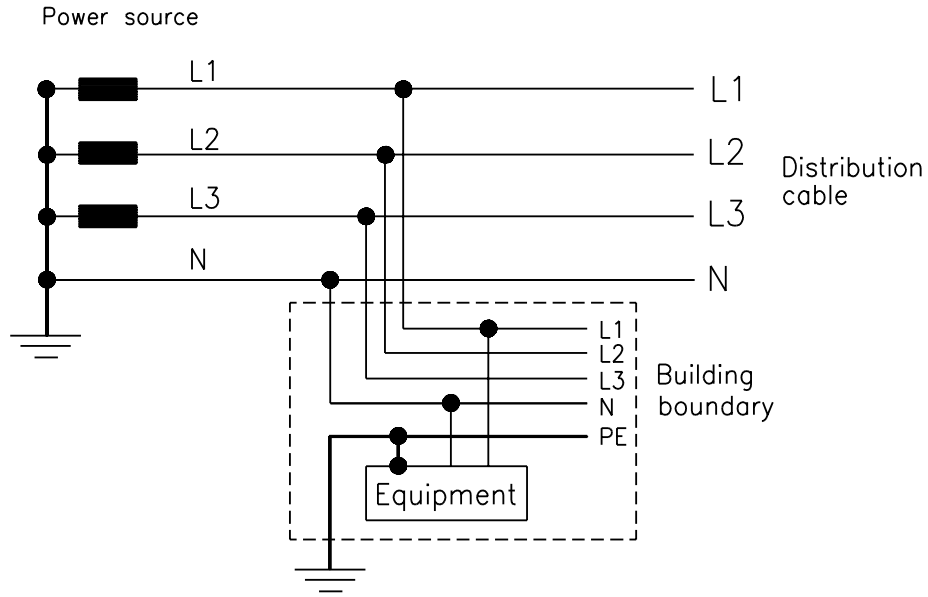 Power source
L1
L1
L2
L2
Distribution
cable
L3
L3
N
N
L1
L2
L3
Building
boundary
N
PE
Equipment